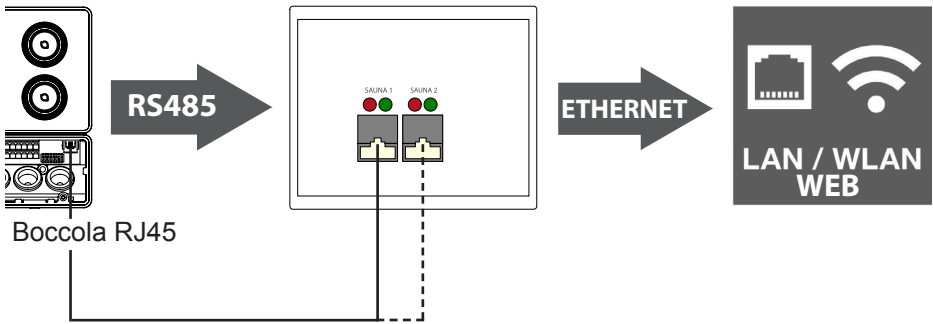 RS485
SAUNA 1
SAUNA 2
ETHERNET
LAN / WLAN
WEB
Boccola RJ45